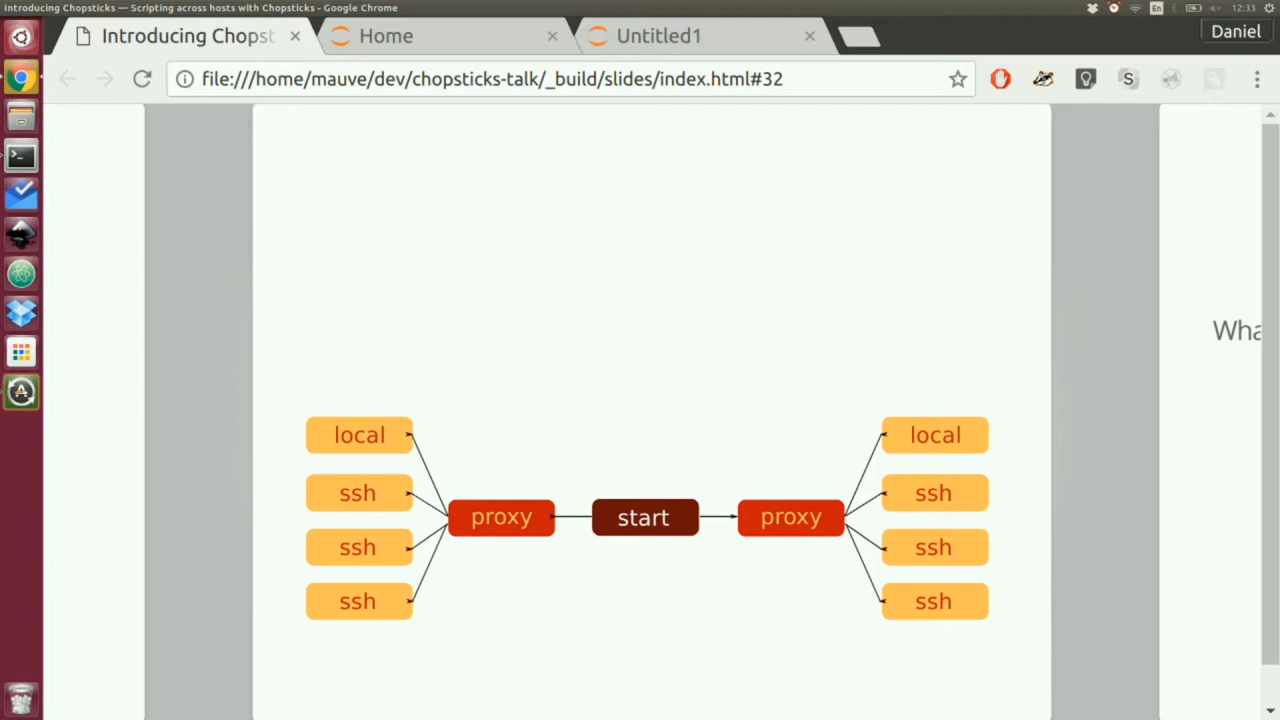 Introducing Chopsticks — Scripting across hosts with Chopsticks - Google Chrome
En
12:33
Introducing Chopst
Home
Untitled1
Daniel
file:///home/mauve/dev/chopsticks-talk/_build/slides/index.html#32
S
Wha
local
local
ssh
ssh
proxy
start
proxy
ssh
ssh
ssh
ssh